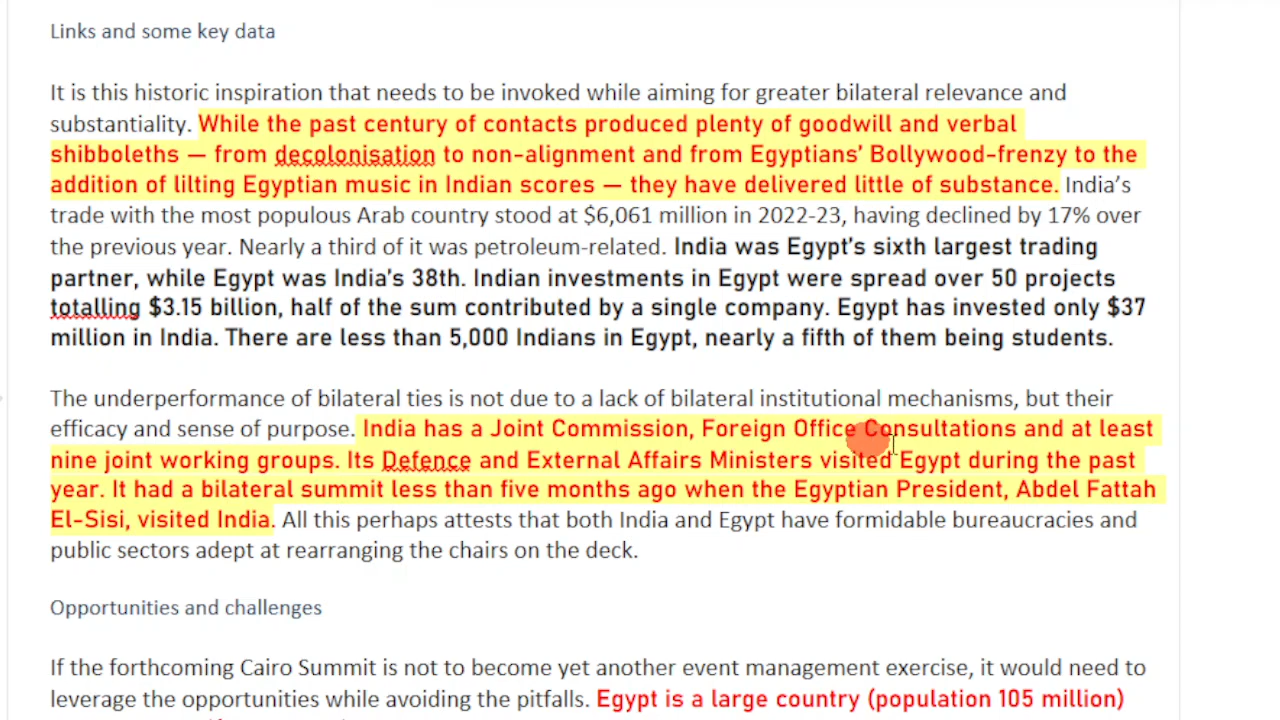 Links and some key data
It is this historic inspiration that needs to be invoked while aiming for greater bilateral relevance and
substantiality. While the past century of contacts produced plenty of goodwill and verbal
shibboleths — from decolonisation to non-alignment and from Egyptians’ Bollywood-frenzy to the
addition of lilting Egyptian music in Indian scores — they have delivered little of substance. India’s
trade with the most populous Arab country stood at $6,061 million in 2022-23, having declined by 17% over
the previous year. Nearly a third of it was petroleum-related. India was Egypt’s sixth largest trading
partner, while Egypt was India’s 38th. Indian investments in Egypt were spread over 50 projects
totalling $3.15 billion, half of the sum contributed by a single company. Egypt has invested only $37
million in India. There are less than 5,000 Indians in Egypt, nearly a fifth of them being students.
The underperformance of bilateral ties is not due to a lack of bilateral institutional mechanisms, but their
efficacy and sense of purpose. India has a Joint Commission, Foreign Office Consultations and at least
nine joint working groups. Its Defence and External Affairs Ministers visited Egypt during the past
year. It had a bilateral summit less than five months ago when the Egyptian President, Abdel Fattah
El-Sisi, visited India. All this perhaps attests that both India and Egypt have formidable bureaucracies and
public sectors adept at rearranging the chairs on the deck.
Opportunities and challenges
If the forthcoming Cairo Summit is not to become yet another event management exercise, it would need to
leverage the opportunities while avoiding the pitfalls. Egypt is a large country (population 105 million)